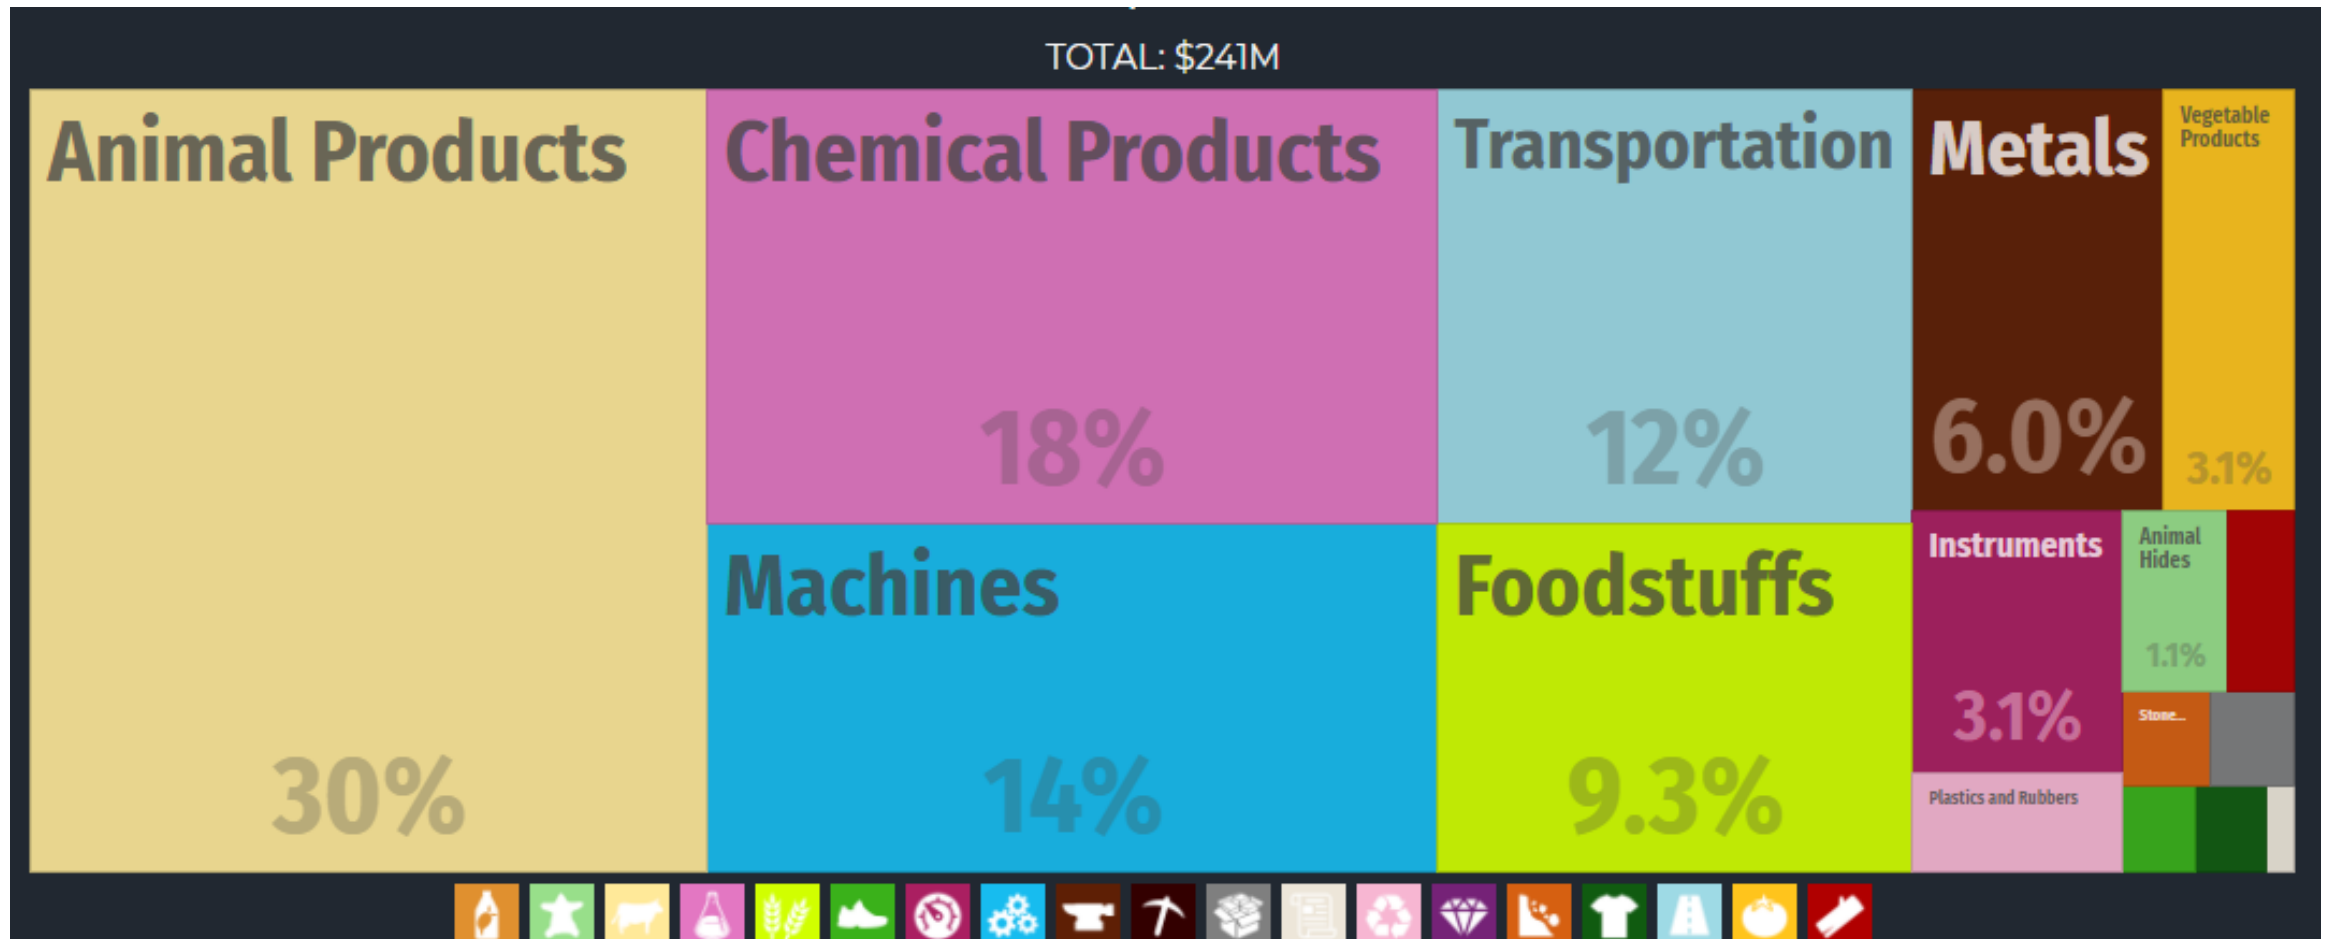 TOTAL: $241M
Animal Products
30%
Chemical Products
18%
Machines
14%
Transportation
12%
Foodstuffs
9.3%
Metals
6.0%
Vegetable
Products
3.1%
Instruments
3.1%
Animal
Hides
1.1%
Stone...
Plastics and Rubbers